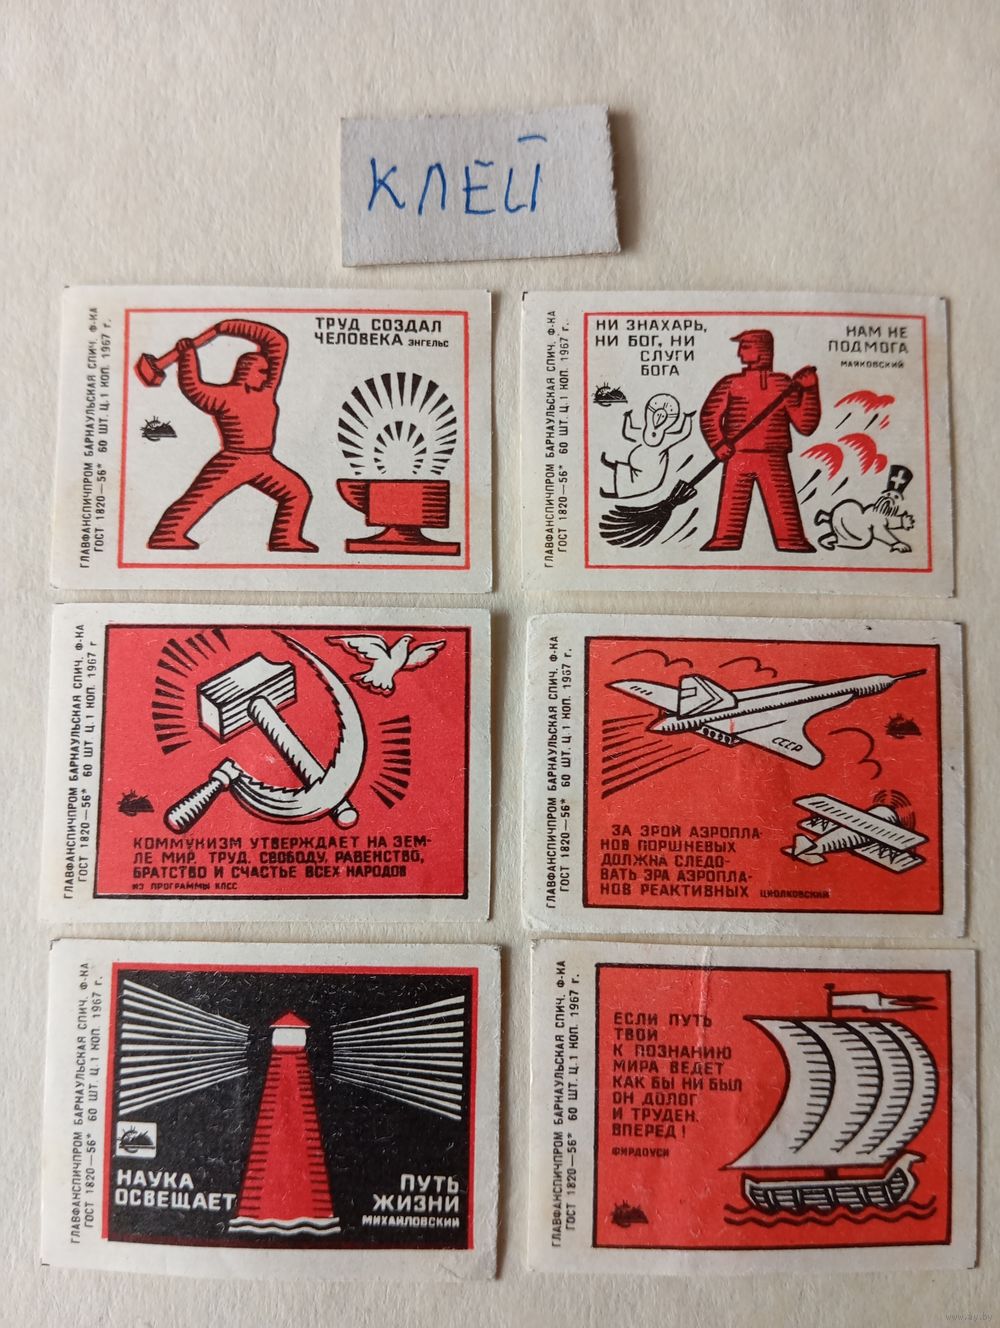 КЛЕЙ
ГЛАВФАНСПИЧПРОМ БАРНАУЛЬСКАЯ СПИЧ. Ф-КА
ГОСТ 1820—56* 60 ШТ. Ц. 1 КОП. 1967 г.
ТРУД СОЗДАЛ
ЧЕЛОВЕКА ЭНГЕЛЬС
ГЛАВФАНСПИЧПРОМ БАРНАУЛЬСКАЯ СПИЧ. Ф-КА
ГОСТ 1820—56* 60 ШТ. Ц. 1 КОП. 1967 г.
НИ ЗНАХАРЬ,
НИ БОГ, НИ
СЛУГИ
БОГА
НАМ НЕ
ПОДМОГА
МАЯКОВСКИЙ
ГЛАВФАНСПИЧПРОМ БАРНАУЛЬСКАЯ СПИЧ. Ф-КА
ГОСТ 1820—56* 60 ШТ Ц. 1 КОП. 1967 г
КОММУНИЗМ УТВЕРЖДАЕТ НА ЗЕМ-
ЛЕ МИР, ТРУД, СВОБОДУ, РАВЕНСТВО,
БРАТСТВО И СЧАСТЬЕ ВСЕХ НАРОДОВ
ИЗ ПРОГРАММЫ КПСС
ГЛАВФАНСПИЧПРОМ БАРНАУЛЬСКАЯ СПИЧ. Ф-КА
ГОСТ 1820—56* 60 ШТ. Ц. 1 КОП. 1967 г.
СССР
ЗА ЭРОЙ АЭРОПЛА-
НОВ ПОРШНЕВЫХ
ДОЛЖНА СЛЕДО-
ВАТЬ ЭРА АЭРОПЛА-
НОВ РЕАКТИВНЫХ ЦИОЛКОВСКИЙ
ГЛАВФАНСПИЧПРОМ БАРНАУЛЬСКАЯ СПИЧ. Ф-КА
ГОСТ 1820—56* 60 ШТ. Ц. 1 КОП. 1967 г.
НАУКА
ОСВЕЩАЕТ
ПУТЬ
ЖИЗНИ
МИХАЙЛОВСКИЙ
ГЛАВФАНСПИЧПРОМ БАРНАУЛЬСКАЯ СПИЧ. Ф-КА
ГОСТ 1820—56* 60 ШТ. Ц. 1 КОП. 1967 г.
ЕСЛИ ПУТЬ
ТВОЙ
К ПОЗНАНИЮ
МИРА ВЕДЕТ
КАК БЫ НИ БЫЛ
ОН ДОЛОГ
И ТРУДЕН.
ВПЕРЕД!
ФИРДОУСИ
www.ay.by